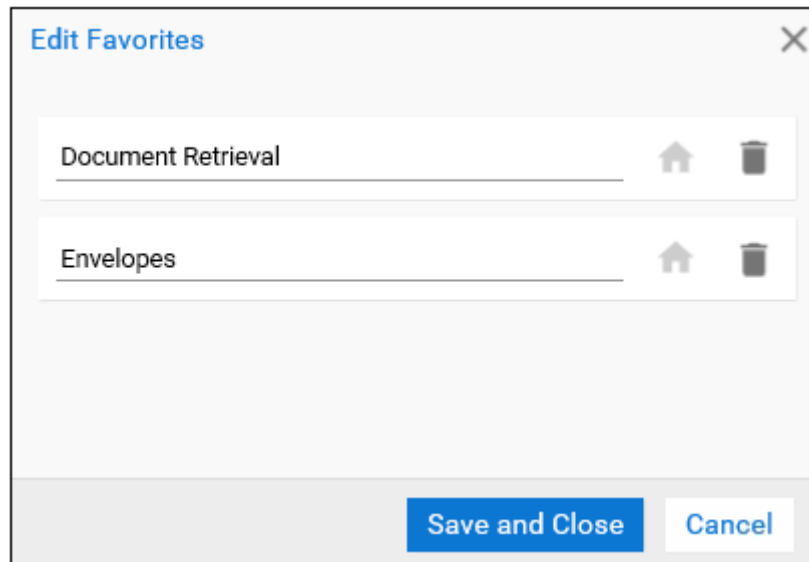 Edit Favorites
Document Retrieval
Envelopes
Save and Close
Cancel